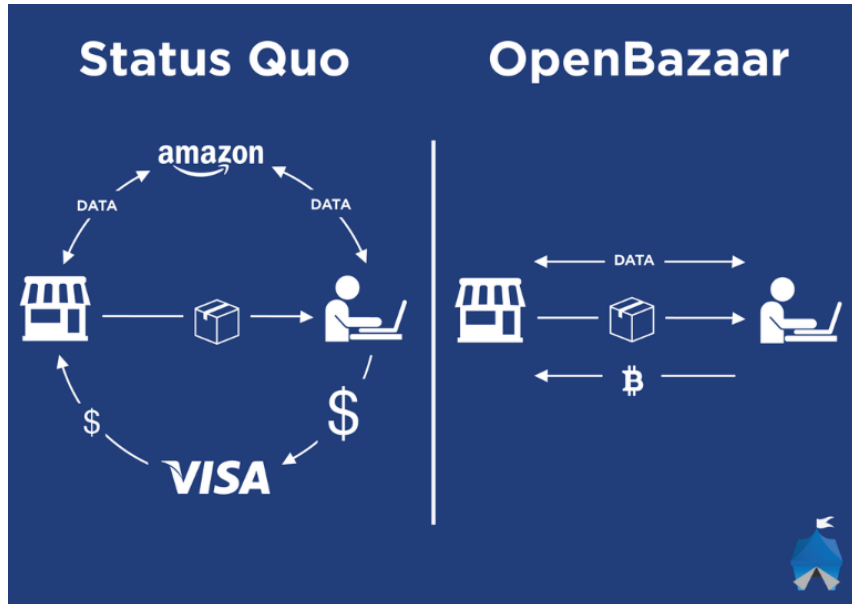 Status Quo
OpenBazaar
amazon
DATA
DATA
DATA
$
$
₿
VISA